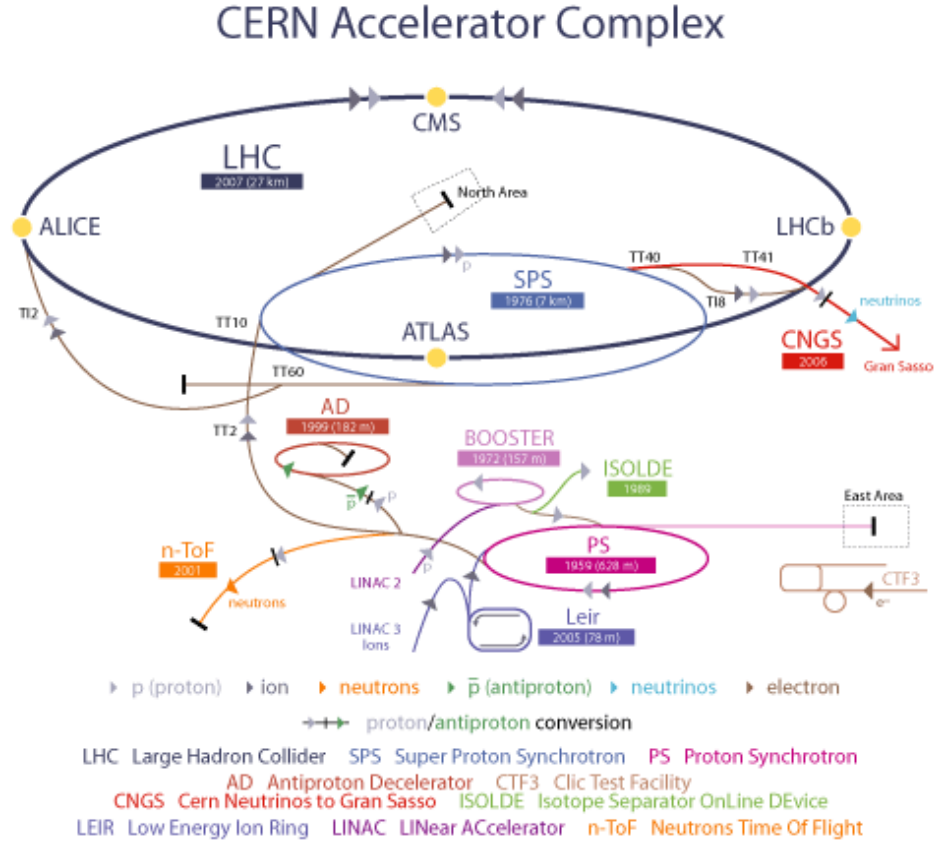 CERN Accelerator Complex
CMS
LHC
2007 (27 km)
North Area
ALICE
LHCb
TT40
TT41
SPS
1976 (7 km)
p
TI8
neutrinos
TI2
TT10
ATLAS
CNGS
2006
Gran Sasso
TT60
AD
1999 (182 m)
TT2
BOOSTER
1972 (157 m)
ISOLDE
1989
p̅
p
East Area
n-ToF
2001
PS
1959 (628 m)
LINAC 2
p
neutrons
CTF3
e⁻
Leir
2005 (78 m)
LINAC 3
Ions
p (proton) ion neutrons p̅ (antiproton) neutrinos electron
proton/antiproton conversion
LHC Large Hadron Collider SPS Super Proton Synchrotron PS Proton Synchrotron
AD Antiproton Decelerator CTF3 Clic Test Facility
CNGS Cern Neutrinos to Gran Sasso ISOLDE Isotope Separator OnLine DEvice
LEIR Low Energy Ion Ring LINAC LINear ACcelerator n-ToF Neutrons Time Of Flight